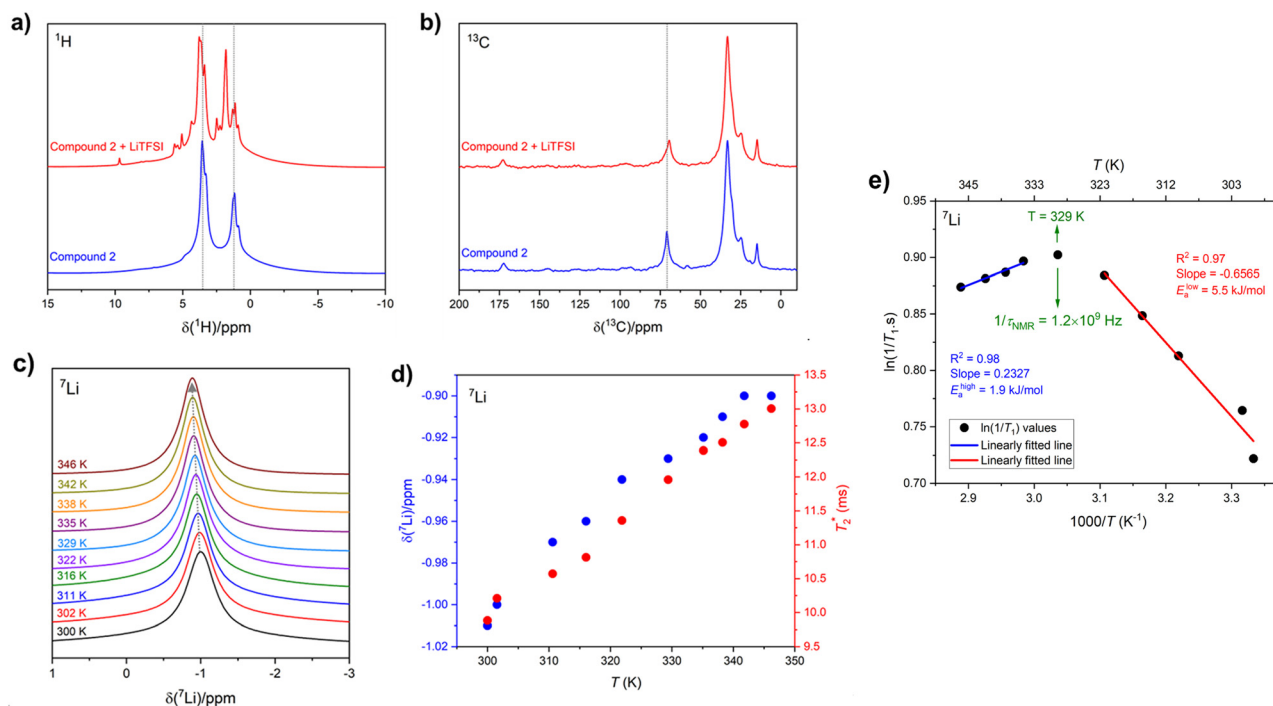 a)
¹H
Compound 2 + LiTFSI
Compound 2
15 10 5 0 -5 -10
δ(¹H)/ppm
b)
¹³C
Compound 2 + LiTFSI
Compound 2
200 175 150 125 100 75 50 25 0
δ(¹³C)/ppm
c)
⁷Li
346 K
342 K
338 K
335 K
329 K
322 K
316 K
311 K
302 K
300 K
1 0 -1 -2 -3
δ(⁷Li)/ppm
d)
⁷Li
δ(⁷Li)/ppm
-0.90
-0.92
-0.94
-0.96
-0.98
-1.00
-1.02
13.5
13.0
12.5
12.0
11.5
11.0
10.5
10.0
9.5
T₂* (ms)
300 310 320 330 340 350
T (K)
e)
T (K)
345 333 323 312 303
⁷Li
ln(1/T₁.s)
0.95
0.90
0.85
0.80
0.75
0.70
T = 329 K
1/τNMR = 1.2×10⁹ Hz
R² = 0.97
Slope = -0.6565
Eₐˡᵒʷ = 5.5 kJ/mol
R² = 0.98
Slope = 0.2327
Eₐʰⁱᵍʰ = 1.9 kJ/mol
ln(1/T₁) values
Linearly fitted line
Linearly fitted line
2.9 3.0 3.1 3.2 3.3
1000/T (K⁻¹)